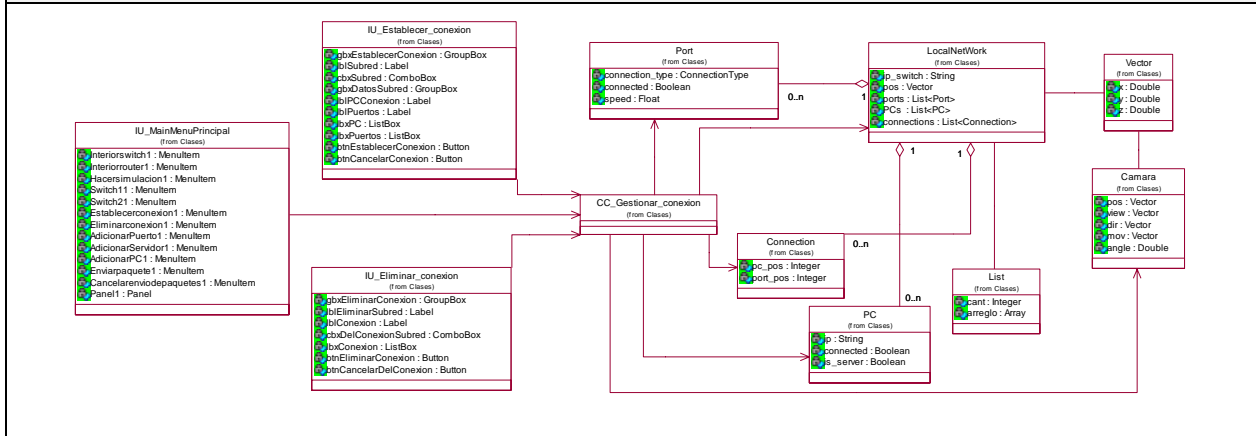 IU_MainMenuPrincipal
(from Clases)
Interiorswitch1 : MenuItem
Interiorrouter1 : MenuItem
Hacersimulacion1 : MenuItem
Switch11 : MenuItem
Switch21 : MenuItem
Establecerconexion1 : MenuItem
Eliminarconexion1 : MenuItem
AdicionarPuerto1 : MenuItem
AdicionarServidor1 : MenuItem
AdicionarPC1 : MenuItem
Enviarpaquete1 : MenuItem
Cancelarenviodepaquetes1 : MenuItem
Panel1 : Panel
IU_Establecer_conexion
(from Clases)
gbxEstablecerConexion : GroupBox
lblSubred : Label
cbxSubred : ComboBox
gbxDatosSubred : GroupBox
lblPCConexion : Label
lblPuertos : Label
lbxPC : ListBox
lbxPuertos : ListBox
btnEstablecerConexion : Button
btnCancelarConexion : Button
IU_Eliminar_conexion
(from Clases)
gbxEliminarConexion : GroupBox
lblEliminarSubred : Label
lblConexion : Label
cbxDelConexionSubred : ComboBox
lbxConexion : ListBox
btnEliminarConexion : Button
btnCancelarDelConexion : Button
CC_Gestionar_conexion
(from Clases)
Port
(from Clases)
connection_type : ConnectionType
connected : Boolean
speed : Float
0..n
1
LocalNetWork
(from Clases)
ip_switch : String
pos : Vector
ports : List<Port>
PCs : List<PC>
connections : List<Connection>
1
1
Vector
(from Clases)
x : Double
y : Double
z : Double
Camara
(from Clases)
pos : Vector
view : Vector
dir : Vector
mov : Vector
angle : Double
Connection
(from Clases)
pc_pos : Integer
port_pos : Integer
0..n
List
(from Clases)
cant : Integer
arreglo : Array
0..n
PC
(from Clases)
ip : String
connected : Boolean
is_server : Boolean